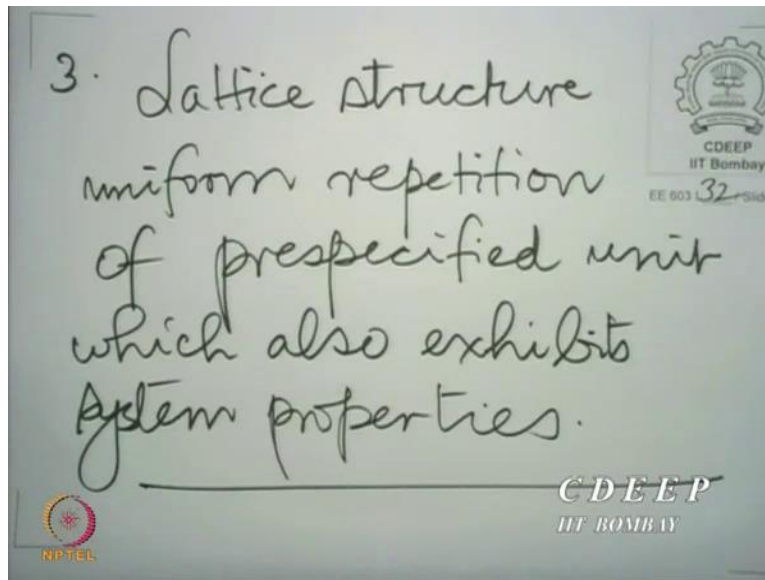 3. Lattice structure
uniform repetition
of prespecified unit
which also exhibits
system properties.
CDEEP
IIT Bombay
EE 603 L 32 / Slid
CDEEP
IIT BOMBAY
NPTEL